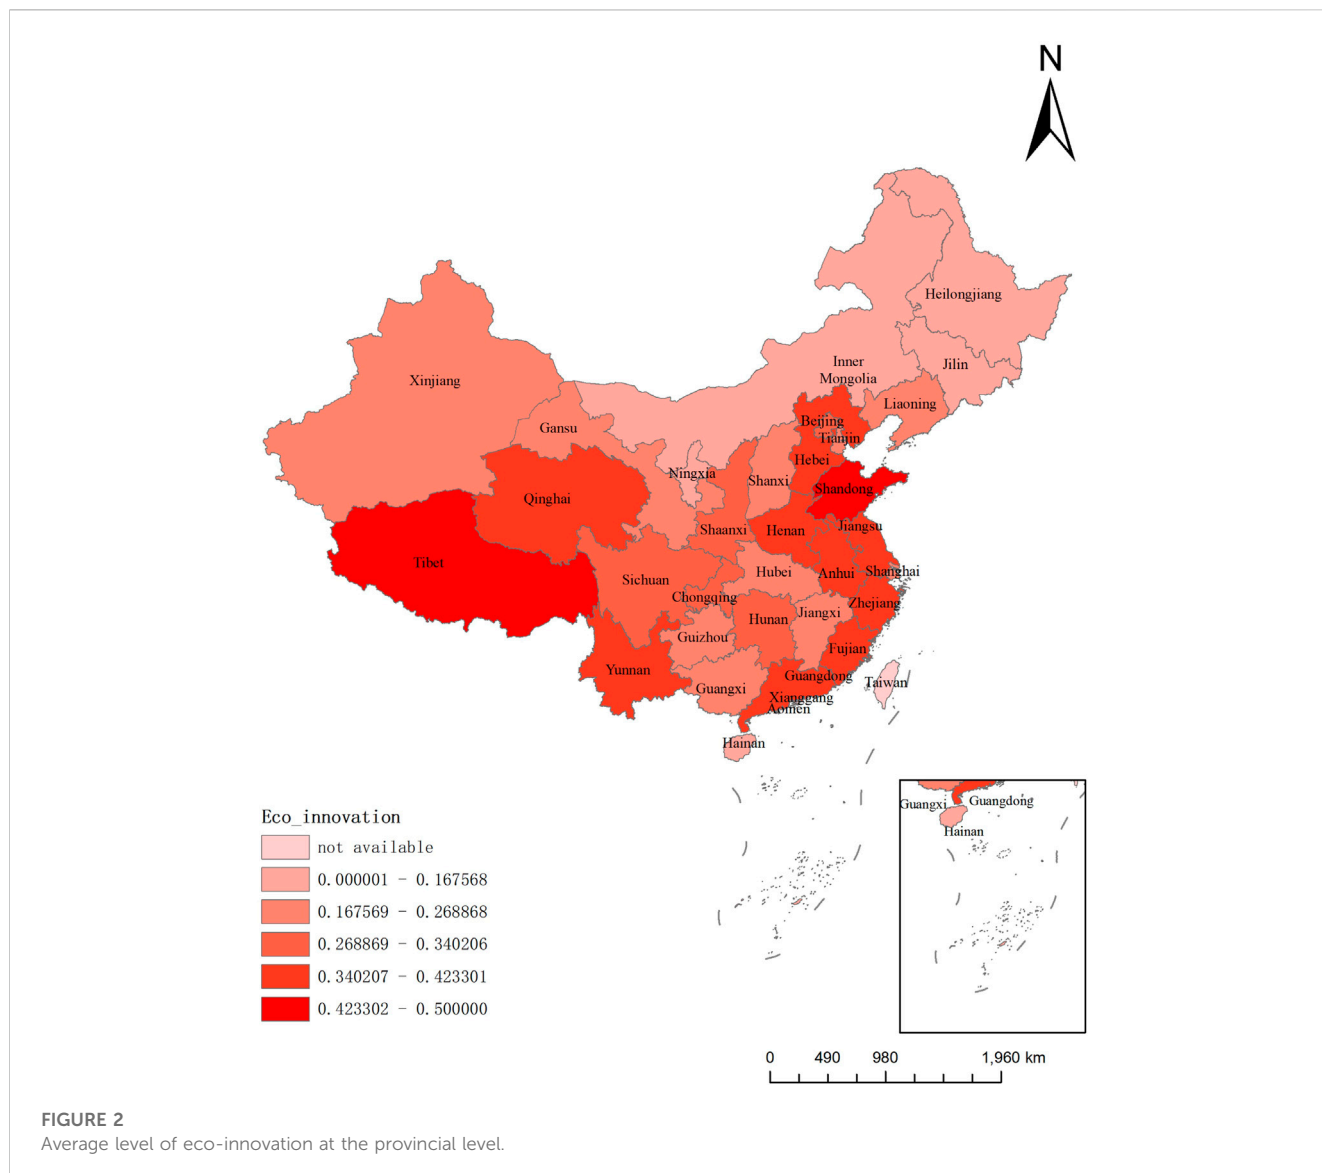 N
Heilongjiang
Inner
Mongolia
Jilin
Xinjiang
Liaoning
Beijing
Gansu
Tianjin
Hebei
Ningxia
Shanxi
Shandong
Qinghai
Shaanxi
Henan
Jiangsu
Tibet
Sichuan
Hubei
Anhui
Shanghai
Chongqing
Zhejiang
Hunan
Jiangxi
Guizhou
Fujian
Yunnan
Guangdong
Taiwan
Guangxi
Xianggang
Aomen
Hainan
Guangxi
Guangdong
Hainan
Eco_innovation
not available
0.000001 - 0.167568
0.167569 - 0.268868
0.268869 - 0.340206
0.340207 - 0.423301
0.423302 - 0.500000
0 490 980 1,960 km
FIGURE 2
Average level of eco-innovation at the provincial level.